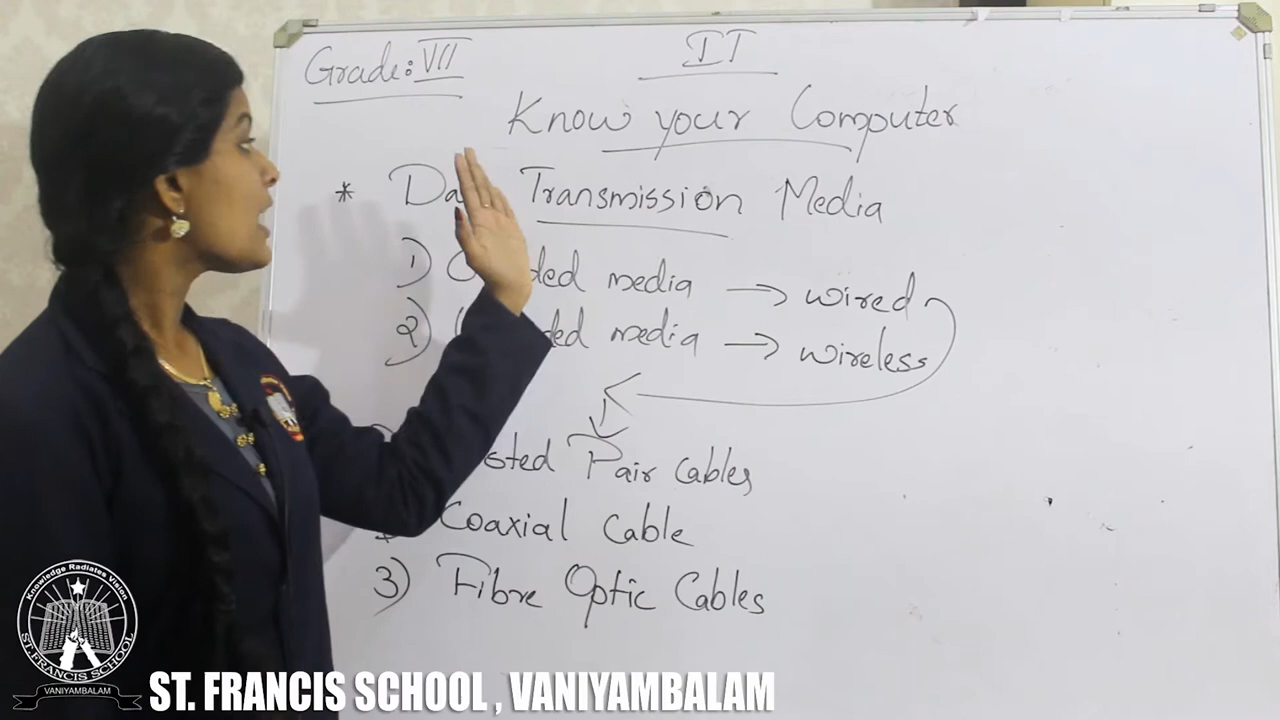 Grade: VII
IT
Know your Computer
* Da Transmission Media
1) ded media → wired
2) ded media → wireless
sted Pair cables
Coaxial Cable
3) Fibre Optic Cables
Knowledge Radiates Vision
ST.FRANCIS SCHOOL
VANIYAMBALAM
ST. FRANCIS SCHOOL , VANIYAMBALAM